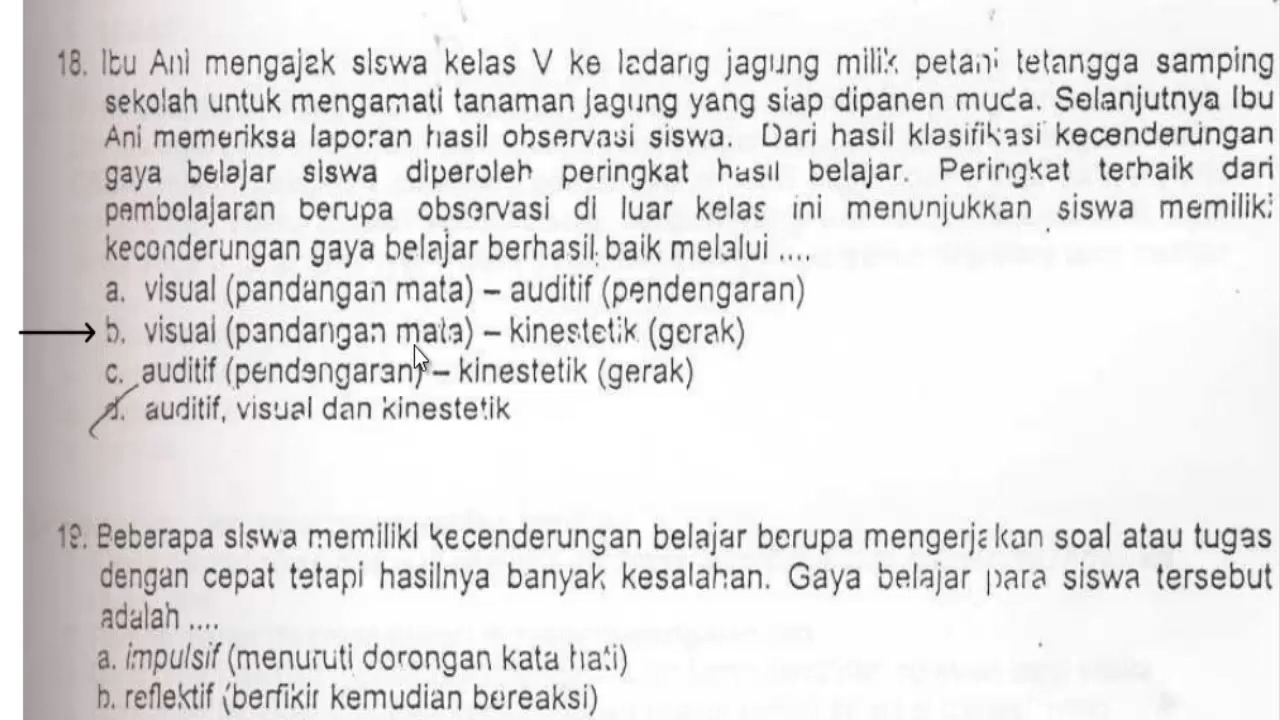 18. Ibu Ani mengajak siswa kelas V ke ladang jagung milik petani tetangga samping
sekolah untuk mengamati tanaman jagung yang siap dipanen muda. Selanjutnya Ibu
Ani memeriksa laporan hasil observasi siswa. Dari hasil klasifikasi kecenderungan
gaya belajar siswa diperoleh peringkat hasil belajar. Peringkat terbaik dari
pembelajaran berupa observasi di luar kelas ini menunjukkan siswa memiliki
kecenderungan gaya belajar berhasil baik melalui ....
a. visual (pandangan mata) – auditif (pendengaran)
b. visual (pandangan mata) – kinestetik (gerak)
c. auditif (pendengaran) – kinestetik (gerak)
d. auditif, visual dan kinestetik
19. Beberapa siswa memiliki kecenderungan belajar berupa mengerjakan soal atau tugas
dengan cepat tetapi hasilnya banyak kesalahan. Gaya belajar para siswa tersebut
adalah ....
a. impulsif (menuruti dorongan kata hati)
b. reflektif (berfikir kemudian bereaksi)